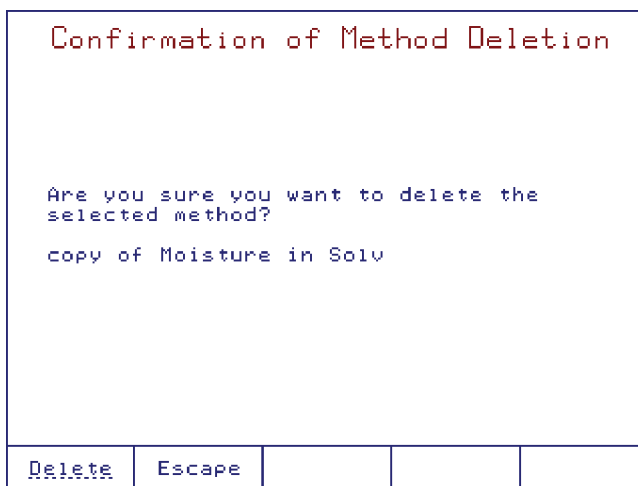 Confirmation of Method Deletion
Are you sure you want to delete the
selected method?
copy of Moisture in Solv
Delete
Escape